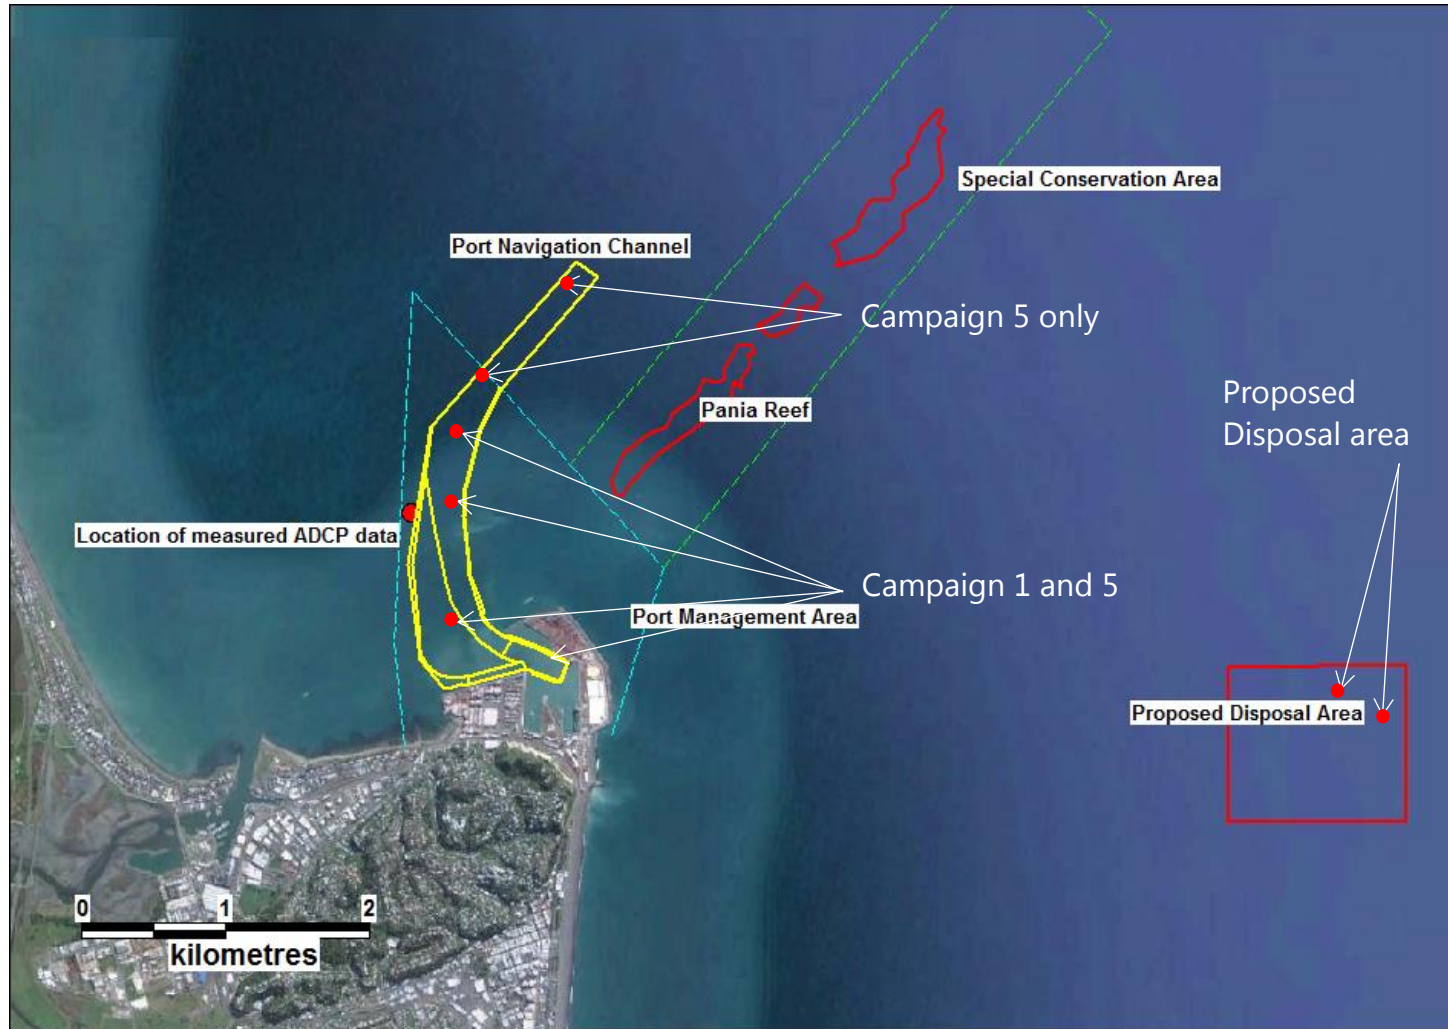 Special Conservation Area
Port Navigation Channel
Campaign 5 only
Proposed
Disposal area
Pania Reef
Location of measured ADCP data
Campaign 1 and 5
Port Management Area
Proposed Disposal Area
0 1 2
kilometres